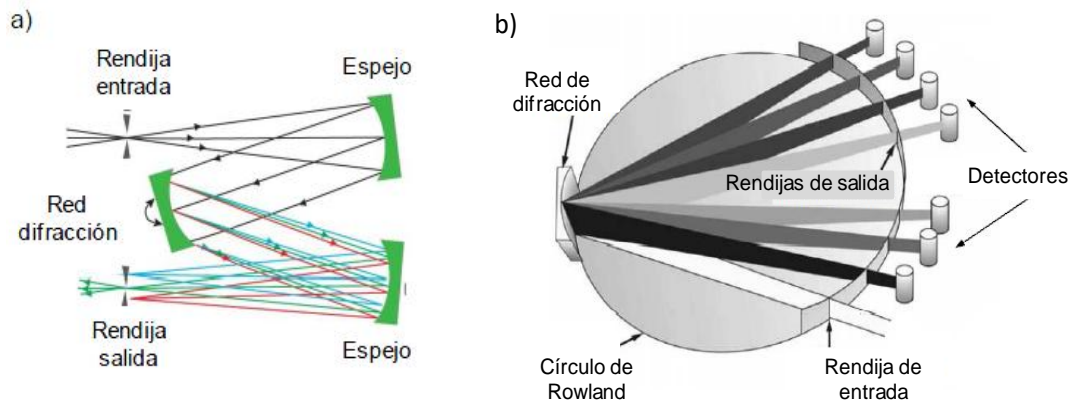 a)
Rendija
entrada
Espejo
Red
difracción
Rendija
salida
Espejo
b)
Red de
difracción
Rendijas de salida
Detectores
Círculo de
Rowland
Rendija de
entrada